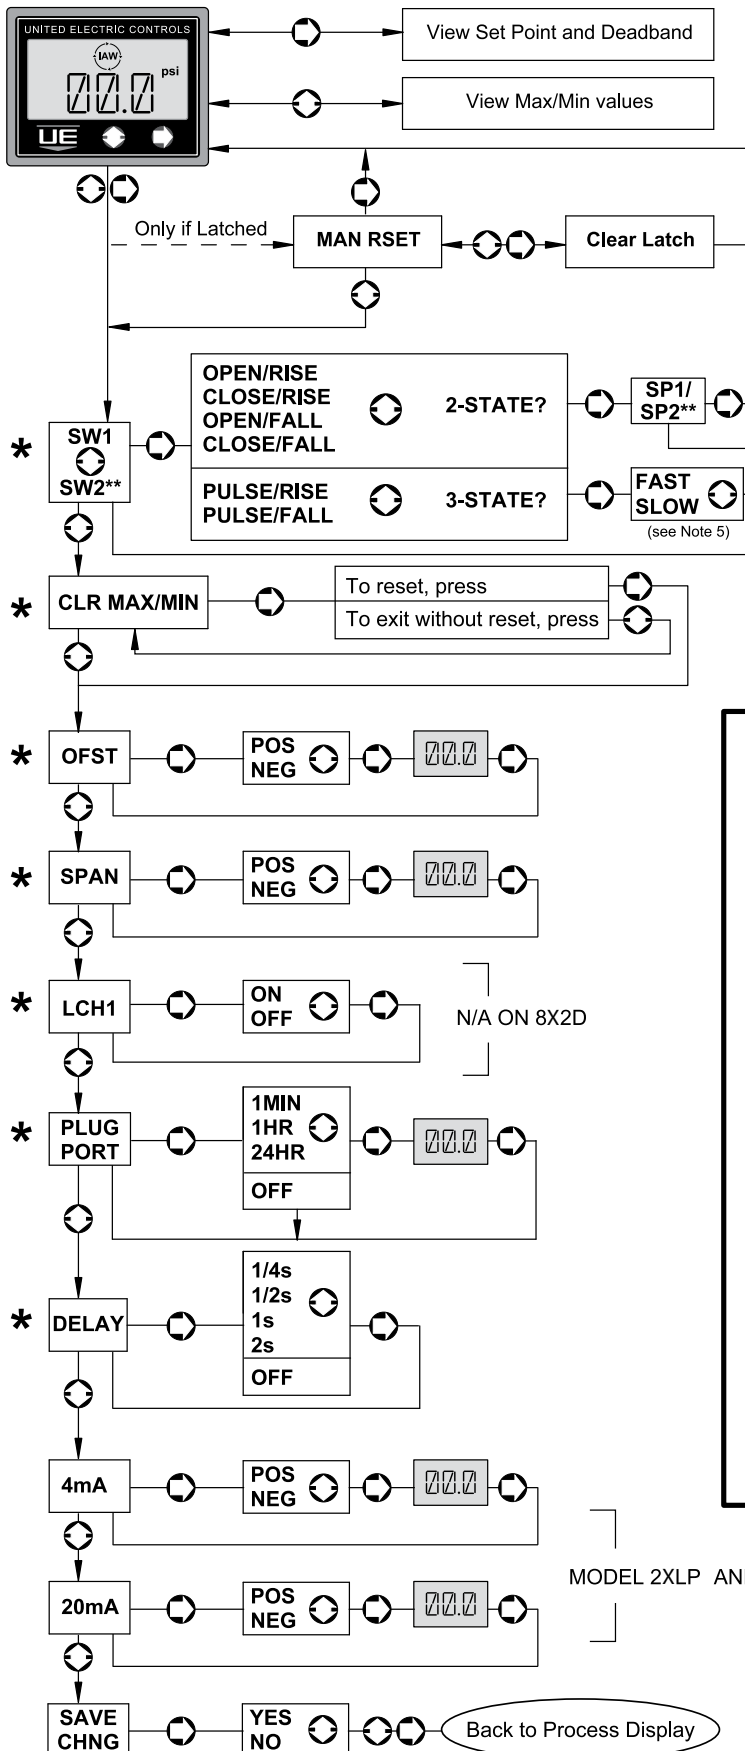 UNITED ELECTRIC CONTROLS
IAW
psi
00.0
UE
View Set Point and Deadband
View Max/Min values
Only if Latched
MAN RSET
Clear Latch
OPEN/RISE
CLOSE/RISE
OPEN/FALL
CLOSE/FALL
2-STATE?
SP1/
SP2**
*
SW1
SW2**
PULSE/RISE
PULSE/FALL
3-STATE?
FAST
SLOW
(see Note 5)
*
CLR MAX/MIN
To reset, press
To exit without reset, press
*
OFST
POS
NEG
00.0
*
SPAN
POS
NEG
00.0
*
LCH1
ON
OFF
N/A ON 8X2D
*
PLUG
PORT
1MIN
1HR
24HR
OFF
00.0
*
DELAY
1/4s
1/2s
1s
2s
OFF
4mA
POS
NEG
00.0
MODEL 2XLP
20mA
POS
NEG
00.0
SAVE
CHNG
YES
NO
Back to Process Display